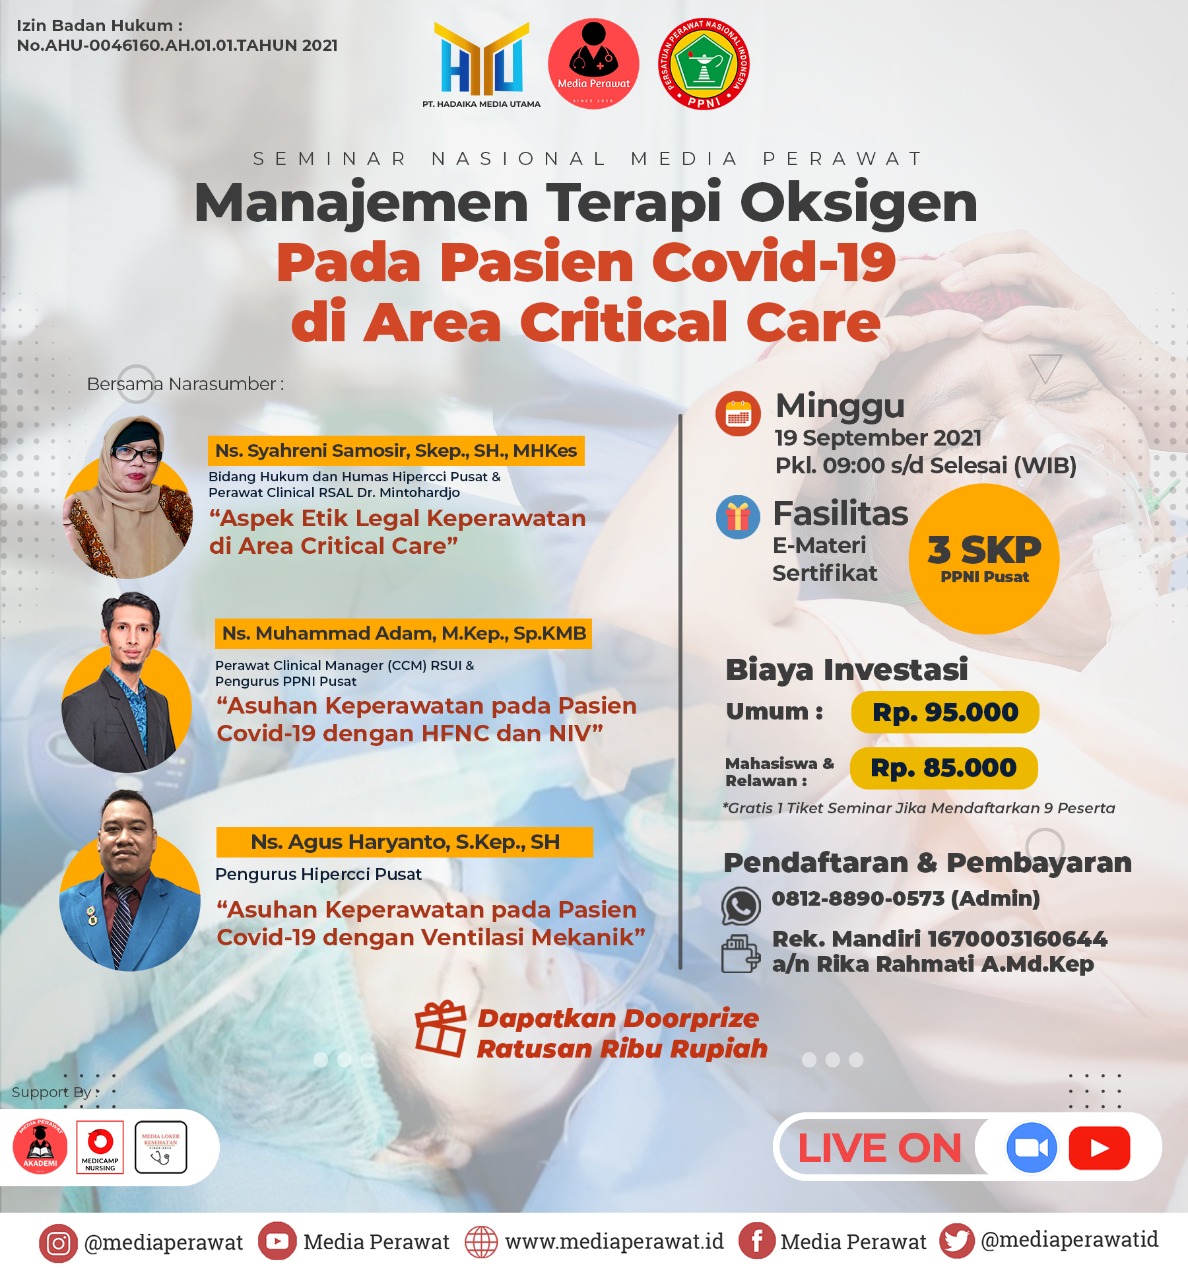 Izin Badan Hukum :
No.AHU-0046160.AH.01.01.TAHUN 2021
HMU
PT. HADAIKA MEDIA UTAMA
Media Perawat
SINCE 2018
PERSATUAN PERAWAT NASIONAL INDONESIA
PPNI
SEMINAR NASIONAL MEDIA PERAWAT
Manajemen Terapi Oksigen
Pada Pasien Covid-19
di Area Critical Care
Bersama Narasumber :
Ns. Syahreni Samosir, Skep., SH., MHKes
Bidang Hukum dan Humas Hipercci Pusat &
Perawat Clinical RSAL Dr. Mintohardjo
“Aspek Etik Legal Keperawatan
di Area Critical Care”
Ns. Muhammad Adam, M.Kep., Sp.KMB
Perawat Clinical Manager (CCM) RSUI &
Pengurus PPNI Pusat
“Asuhan Keperawatan pada Pasien
Covid-19 dengan HFNC dan NIV”
Ns. Agus Haryanto, S.Kep., SH
Pengurus Hipercci Pusat
“Asuhan Keperawatan pada Pasien
Covid-19 dengan Ventilasi Mekanik”
Minggu
19 September 2021
Pkl. 09:00 s/d Selesai (WIB)
Fasilitas
E-Materi
Sertifikat
3 SKP
PPNI Pusat
Biaya Investasi
Umum : Rp. 95.000
Mahasiswa &
Relawan : Rp. 85.000
*Gratis 1 Tiket Seminar Jika Mendaftarkan 9 Peserta
Pendaftaran & Pembayaran
0812-8890-0573 (Admin)
Rek. Mandiri 1670003160644
a/n Rika Rahmati A.Md.Kep
Dapatkan Doorprize
Ratusan Ribu Rupiah
Support By :
MEDIA PERAWAT
AKADEMI
MEDICAMP
NURSING
MEDIA LOKER
KESEHATAN
LIVE ON
@mediaperawat
Media Perawat
www.mediaperawat.id
Media Perawat
@mediaperawatid